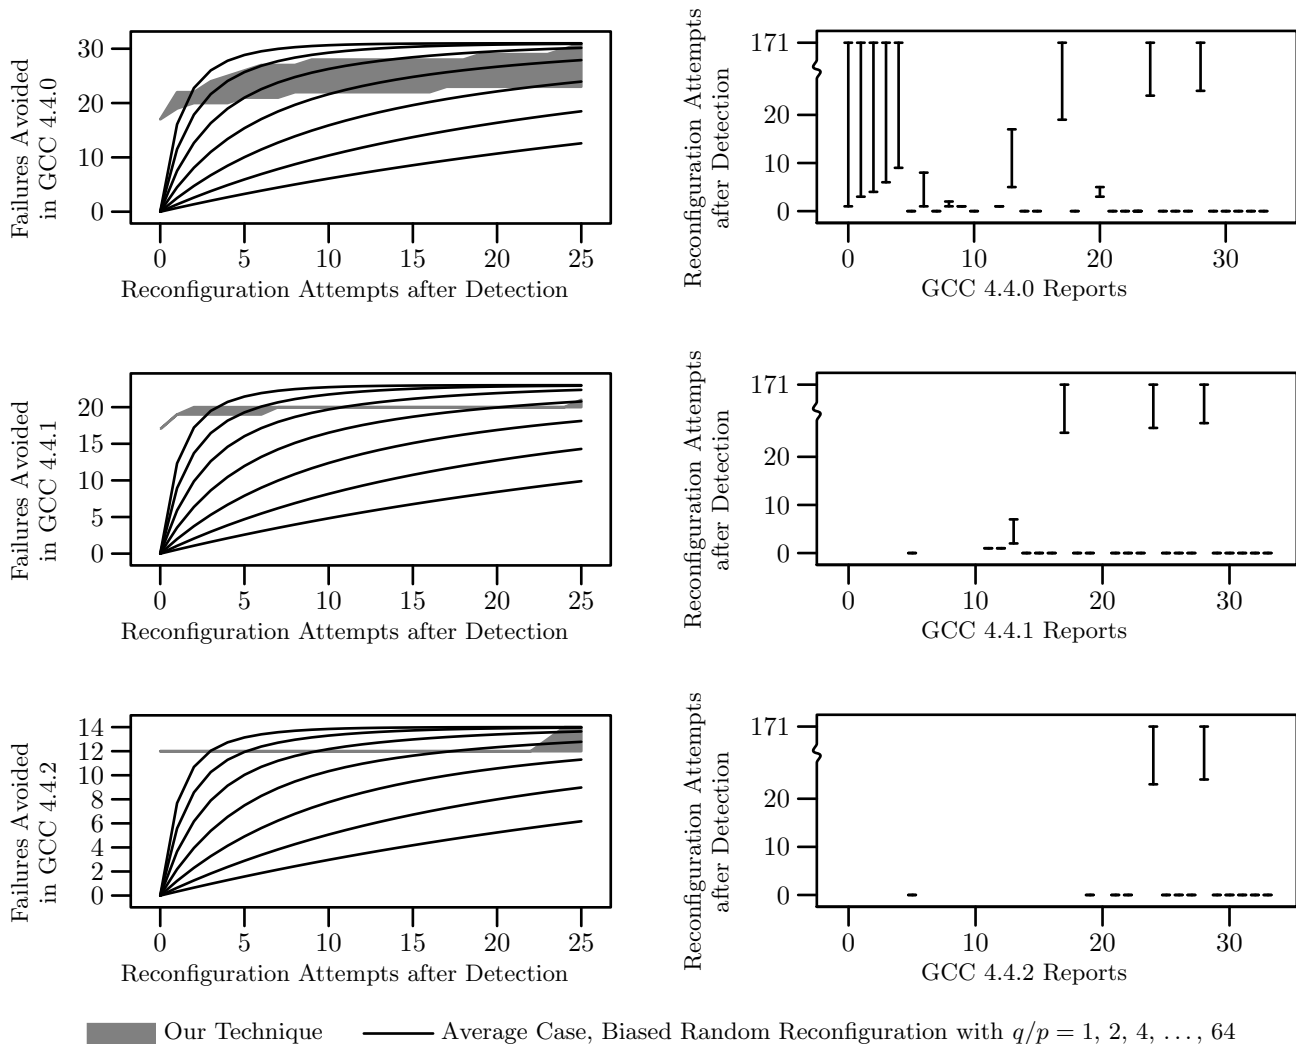 Failures Avoided
in GCC 4.4.0
30
20
10
0
0 5 10 15 20 25
Reconfiguration Attempts after Detection
Reconfiguration Attempts
after Detection
171
20
10
0
0 10 20 30
GCC 4.4.0 Reports
Failures Avoided
in GCC 4.4.1
20
15
10
5
0
0 5 10 15 20 25
Reconfiguration Attempts after Detection
Reconfiguration Attempts
after Detection
171
20
10
0
0 10 20 30
GCC 4.4.1 Reports
Failures Avoided
in GCC 4.4.2
14
12
10
8
6
4
2
0
0 5 10 15 20 25
Reconfiguration Attempts after Detection
Reconfiguration Attempts
after Detection
171
20
10
0
0 10 20 30
GCC 4.4.2 Reports
Our Technique
Average Case, Biased Random Reconfiguration with q/p = 1, 2, 4, ..., 64